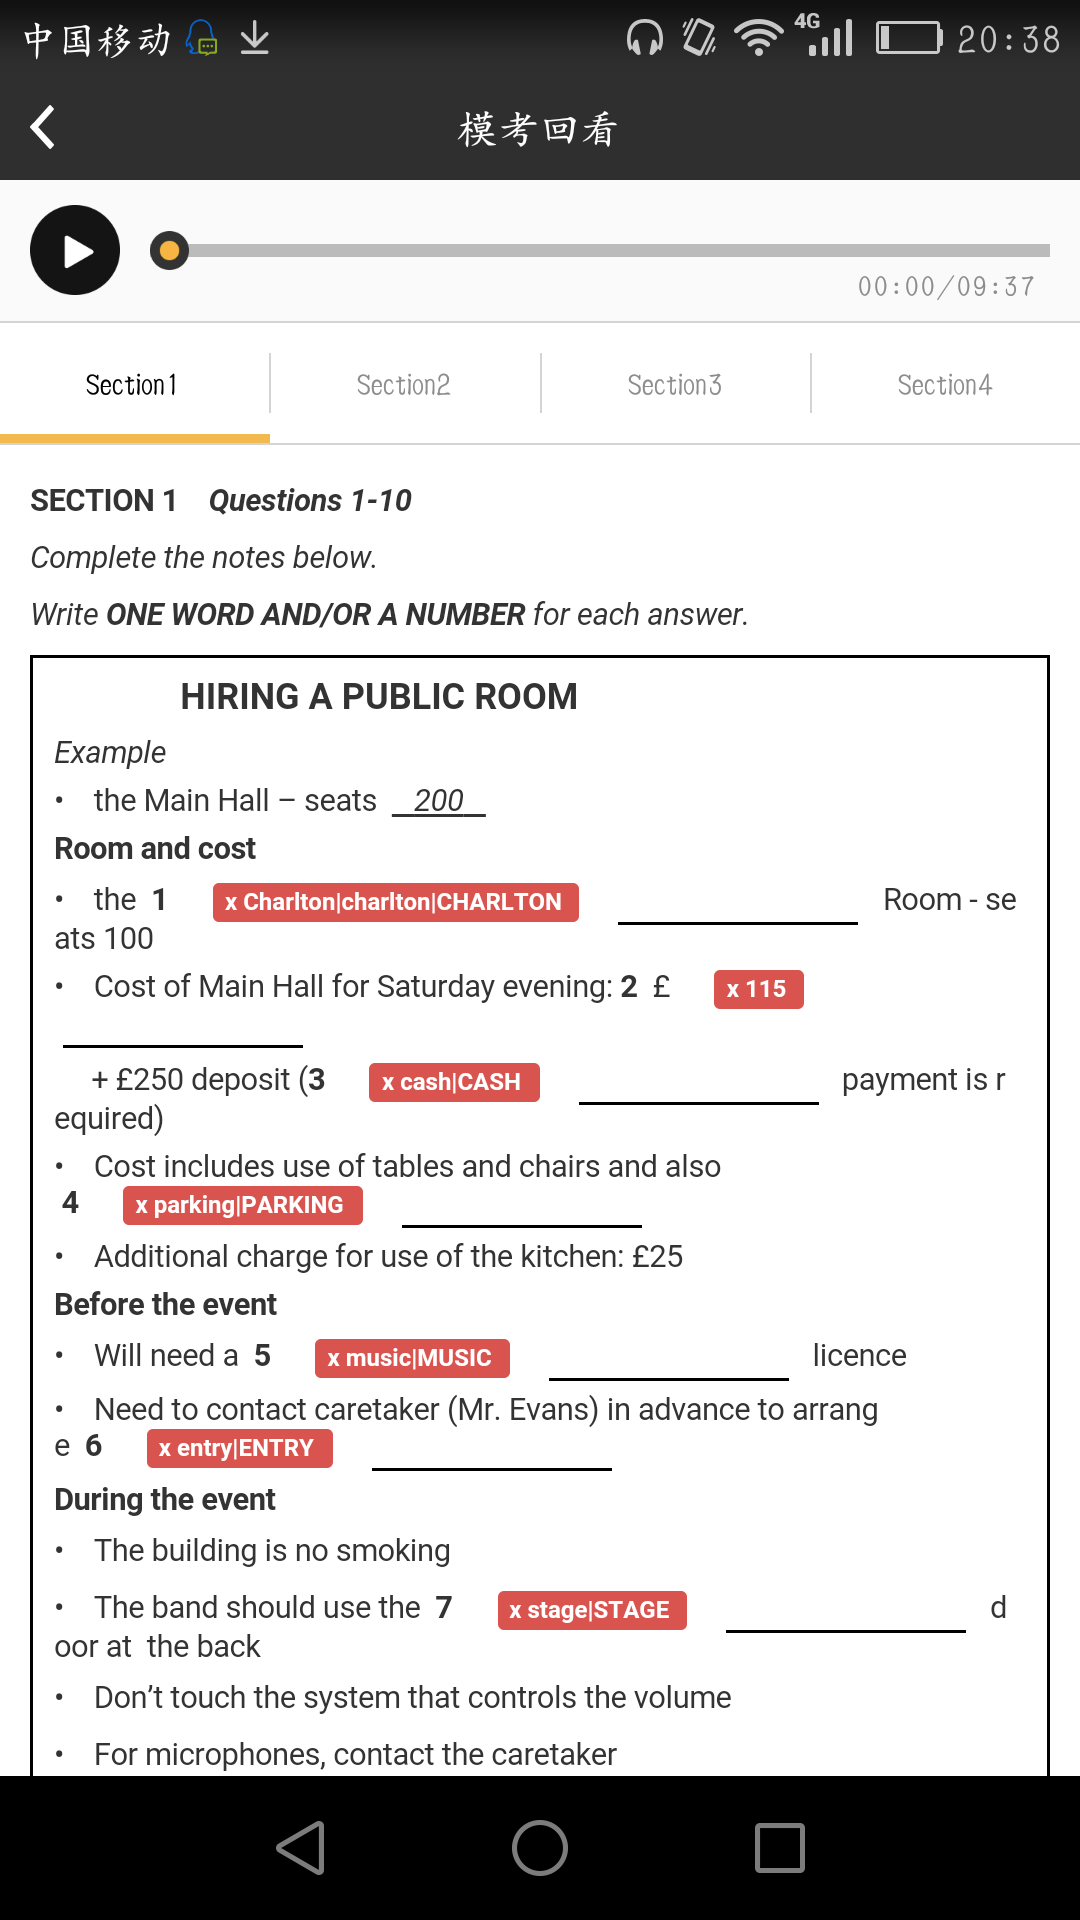 中国移动 4G 20:38
模考回看
00:00/09:37
Section1 Section2 Section3 Section4
SECTION 1 Questions 1-10
Complete the notes below.
Write ONE WORD AND/OR A NUMBER for each answer.
HIRING A PUBLIC ROOM
Example
• the Main Hall – seats __200__
Room and cost
• the 1 x Charlton|charlton|CHARLTON ________ Room - se
ats 100
• Cost of Main Hall for Saturday evening: 2 £ x 115
________
+ £250 deposit (3 x cash|CASH ________ payment is r
equired)
• Cost includes use of tables and chairs and also
4 x parking|PARKING ________
• Additional charge for use of the kitchen: £25
Before the event
• Will need a 5 x music|MUSIC ________ licence
• Need to contact caretaker (Mr. Evans) in advance to arrang
e 6 x entry|ENTRY ________
During the event
• The building is no smoking
• The band should use the 7 x stage|STAGE ________ d
oor at the back
• Don’t touch the system that controls the volume
• For microphones, contact the caretaker